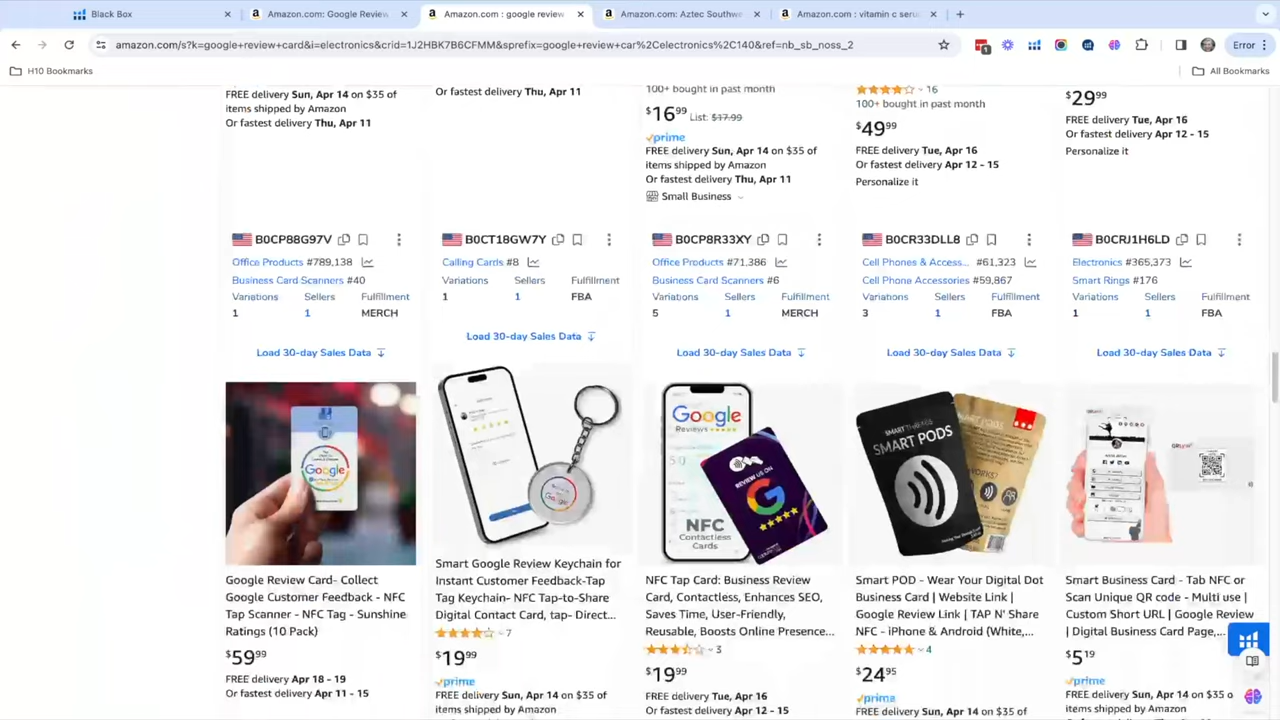 Black Box
Amazon.com: Google Review
Amazon.com : google review
Amazon.com: Aztec Southwe
Amazon.com : vitamin c seru
amazon.com/s?k=google+review+card&i=electronics&crid=1J2HBK7B6CFMM&sprefix=google+review+car%2Celectronics%2C140&ref=nb_sb_noss_2
1
Error
H10 Bookmarks
All Bookmarks
FREE delivery Sun, Apr 14 on $35 of
items shipped by Amazon
Or fastest delivery Thu, Apr 11
Or fastest delivery Thu, Apr 11
100+ bought in past month
$16.99 List: $17.99
prime
FREE delivery Sun, Apr 14 on $35 of
items shipped by Amazon
Or fastest delivery Thu, Apr 11
Small Business
16
100+ bought in past month
$49.99
FREE delivery Tue, Apr 16
Or fastest delivery Apr 12 - 15
Personalize it
$29.99
FREE delivery Tue, Apr 16
Or fastest delivery Apr 12 - 15
Personalize it
B0CP88G97V
Office Products #789,138
Business Card Scanners #40
Variations Sellers Fulfillment
1 1 MERCH
Load 30-day Sales Data
B0CT18GW7Y
Calling Cards #8
Variations Sellers Fulfillment
1 1 FBA
Load 30-day Sales Data
B0CP8R33XY
Office Products #71,386
Business Card Scanners #6
Variations Sellers Fulfillment
5 1 MERCH
Load 30-day Sales Data
B0CR33DLL8
Cell Phones & Access... #61,323
Cell Phone Accessories #59,867
Variations Sellers Fulfillment
3 1 FBA
Load 30-day Sales Data
B0CRJ1H6LD
Electronics #365,373
Smart Rings #176
Variations Sellers Fulfillment
1 1 FBA
Load 30-day Sales Data
Google
Google Review Card- Collect
Google Customer Feedback - NFC
Tap Scanner - NFC Tag - Sunshine
Ratings (10 Pack)
$59.99
FREE delivery Apr 18 - 19
Or fastest delivery Apr 11 - 15
Google
Smart Google Review Keychain for
Instant Customer Feedback-Tap
Tag Keychain- NFC Tap-to-Share
Digital Contact Card, tap- Direct...
7
$19.99
prime
FREE delivery Sun, Apr 14 on $35 of
items shipped by Amazon
Google
Reviews
5.0
REVIEW US ON
G
NFC
Contactless
Cards
NFC Tap Card: Business Review
Card, Contactless, Enhances SEO,
Saves Time, User-Friendly,
Reusable, Boosts Online Presence...
3
$19.99
FREE delivery Tue, Apr 16
Or fastest delivery Apr 12 - 15
SMART PODS
Smart POD - Wear Your Digital Dot
Business Card | Website Link |
Google Review Link | TAP N' Share
NFC - iPhone & Android (White,...
4
$24.95
prime
FREE delivery Sun, Apr 14 on $35 of
Smart Business Card - Tab NFC or
Scan Unique QR code - Multi use |
Custom Short URL | Google Review
| Digital Business Card Page,...
$5.19
prime
FREE delivery Sun, Apr 14 on $35 o
items shipped by Amazon